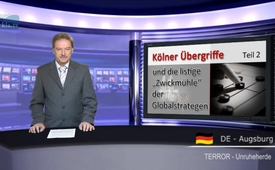 Kölner Übergriffe
Teil 2
und die listige
„Zwickmühle“
der
Globalstrategen
DE - Augsburg
TERROR - Unruheherde